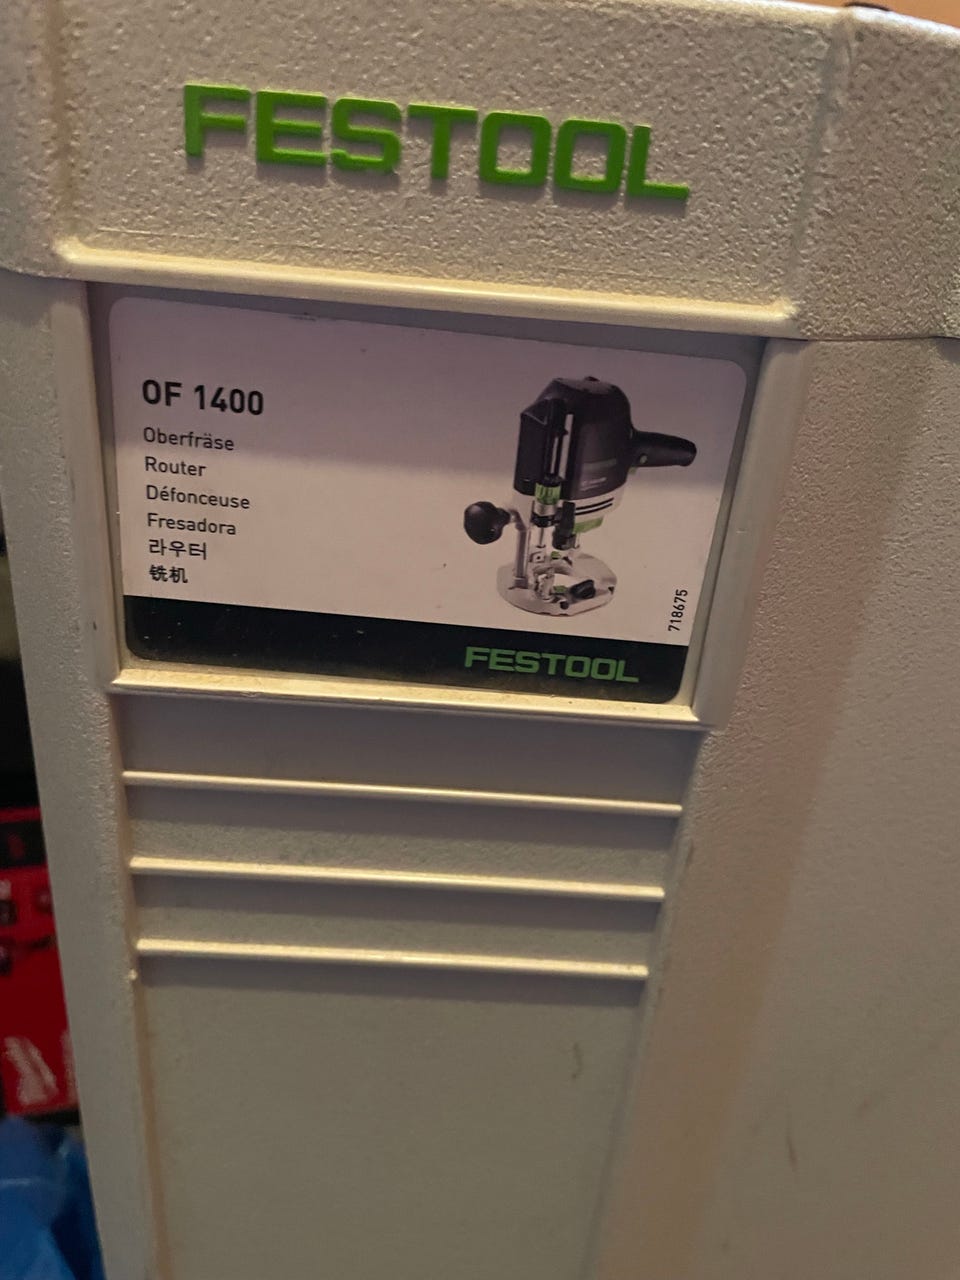 FESTOOL
OF 1400
Oberfräse
Router
Défonceuse
Fresadora
라우터
铣机
718675
FESTOOL